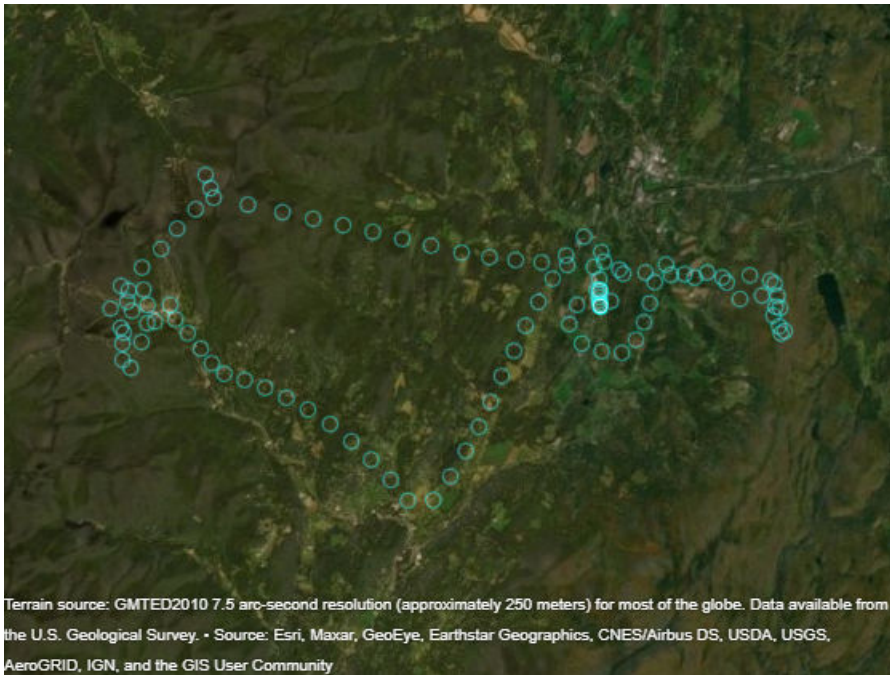 Terrain source: GMTED2010 7.5 arc-second resolution (approximately 250 meters) for most of the globe. Data available from
the U.S. Geological Survey. • Source: Esri, Maxar, GeoEye, Earthstar Geographics, CNES/Airbus DS, USDA, USGS,
AeroGRID, IGN, and the GIS User Community